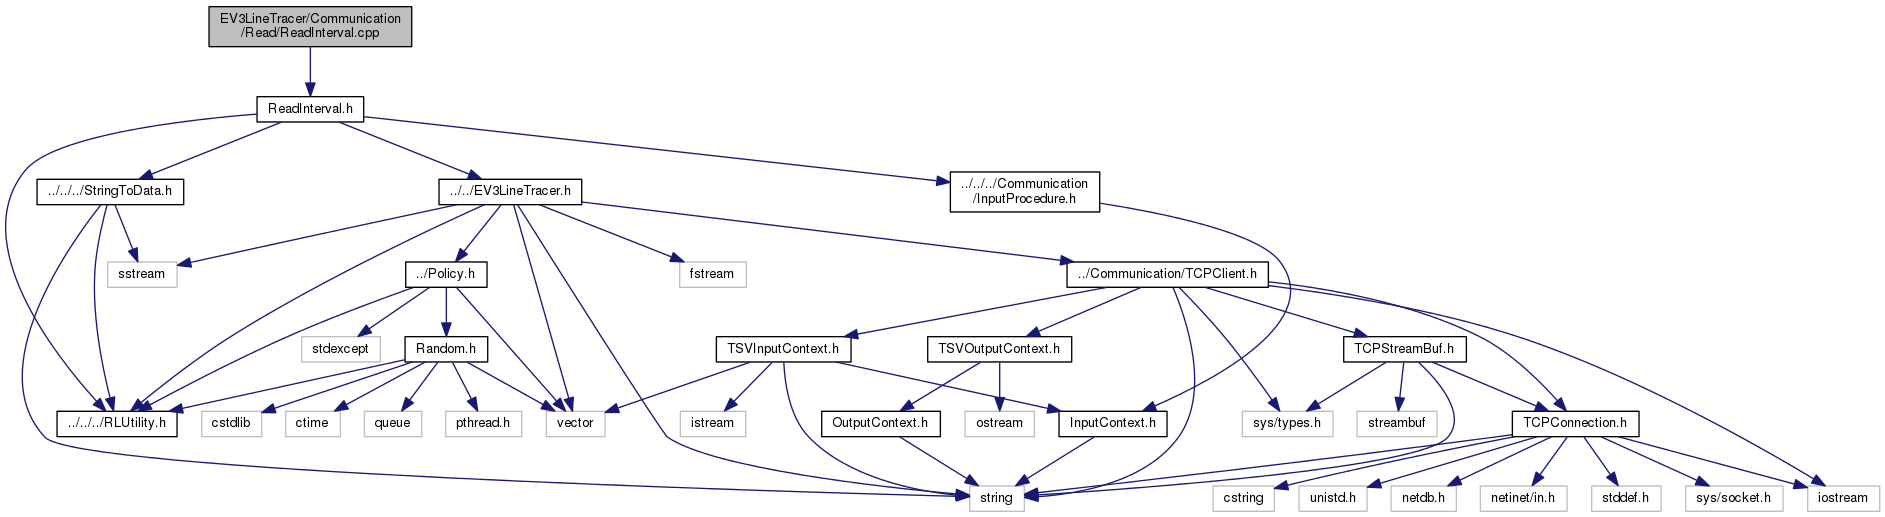 EV3LineTracer/Communication
/Read/ReadInterval.cpp
ReadInterval.h
../../../StringToData.h
../../EV3LineTracer.h
../../../Communication
/InputProcedure.h
sstream
../Policy.h
fstream
../Communication/TCPClient.h
stdexcept
Random.h
TSVInputContext.h
TSVOutputContext.h
TCPStreamBuf.h
../../../RLUtility.h
cstdlib
ctime
queue
pthread.h
vector
istream
OutputContext.h
ostream
InputContext.h
sys/types.h
streambuf
TCPConnection.h
string
cstring
unistd.h
netdb.h
netinet/in.h
stddef.h
sys/socket.h
iostream